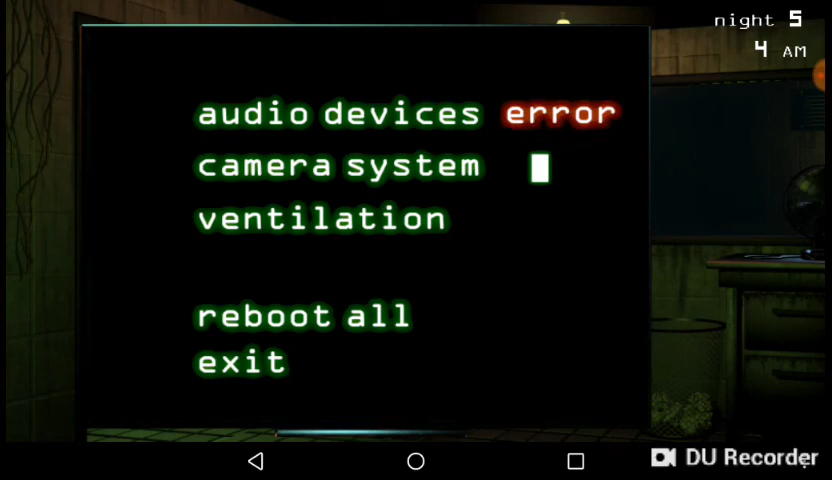 night 5
4 AM
audio devices error
camera system
ventilation
reboot all
exit
DU Recorder